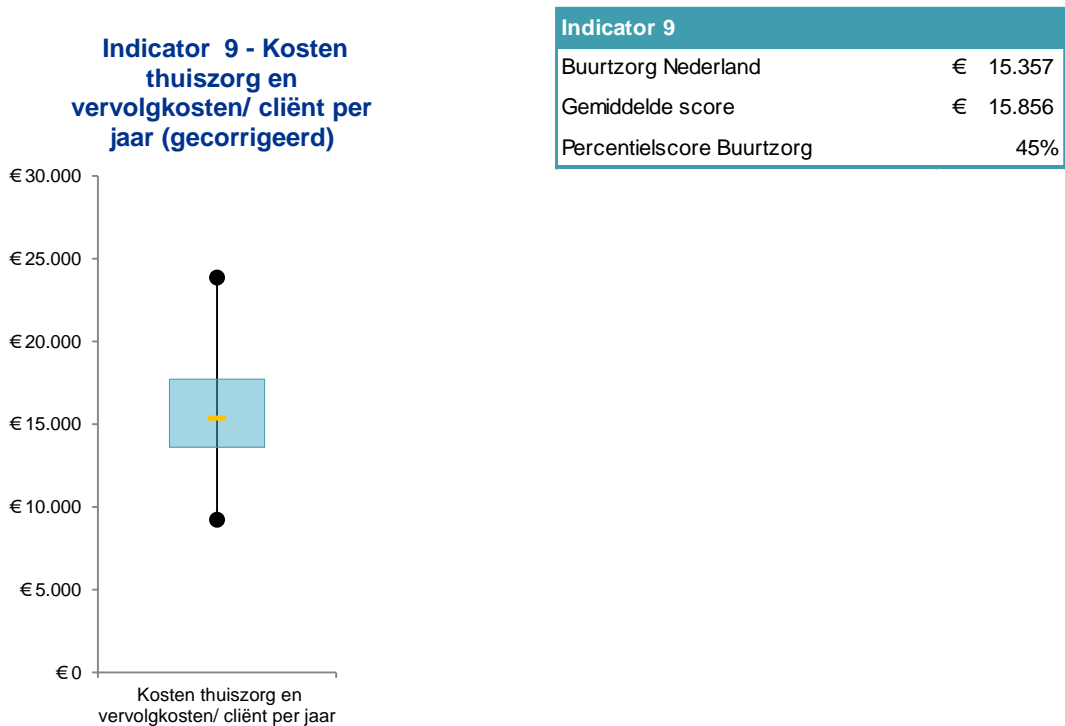 Indicator 9 - Kosten
thuiszorg en
vervolgkosten/ cliënt per
jaar (gecorrigeerd)
€ 30.000
€ 25.000
€ 20.000
€ 15.000
€ 10.000
€ 5.000
€ 0
Kosten thuiszorg en
vervolgkosten/ cliënt per jaar
Indicator 9
Buurtzorg Nederland € 15.357
Gemiddelde score € 15.856
Percentielscore Buurtzorg 45%